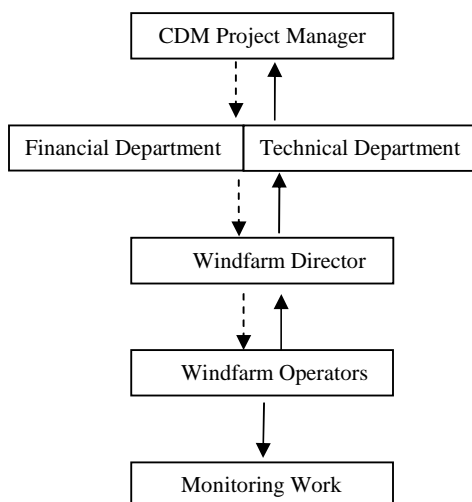 CDM Project Manager
Financial Department Technical Department
Windfarm Director
Windfarm Operators
Monitoring Work